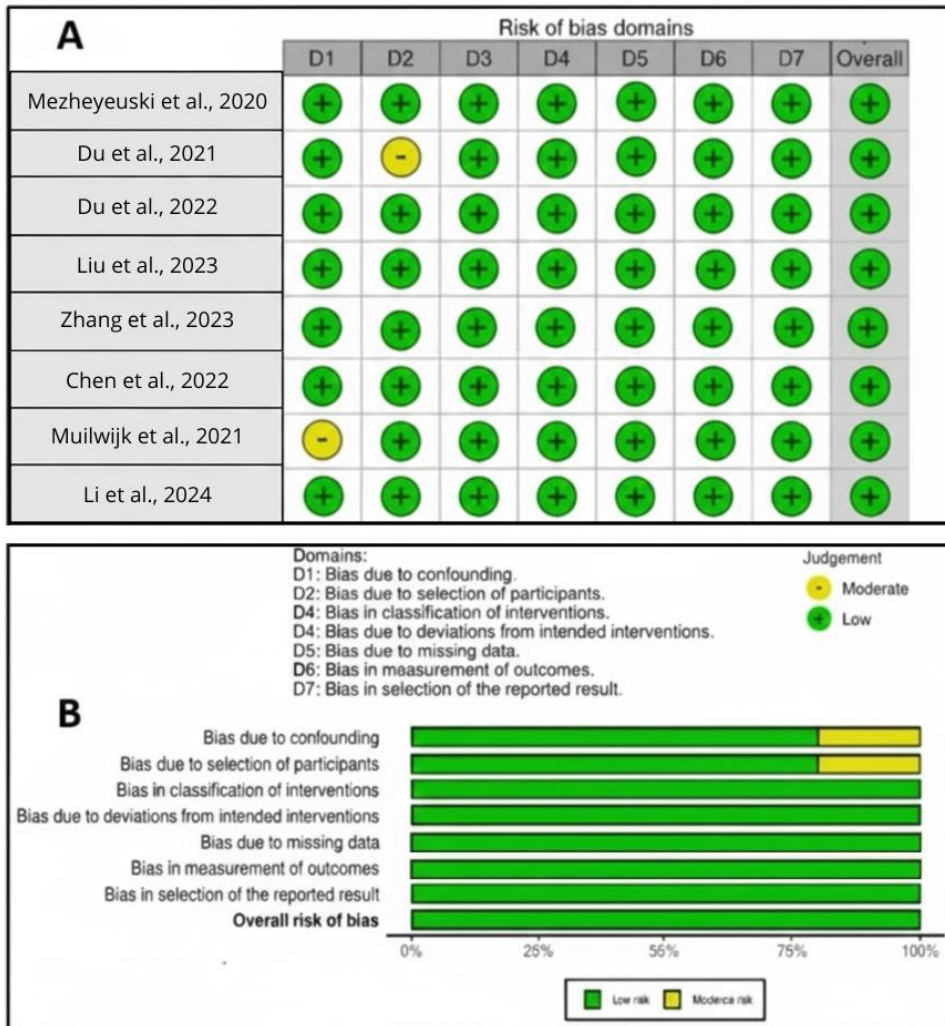 A
Risk of bias domains
D1 D2 D3 D4 D5 D6 D7 Overall
Mezheyeuski et al., 2020 + + + + + + + +
Du et al., 2021 + - + + + + + +
Du et al., 2022 + + + + + + + +
Liu et al., 2023 + + + + + + + +
Zhang et al., 2023 + + + + + + + +
Chen et al., 2022 + + + + + + + +
Muilwijk et al., 2021 - + + + + + + +
Li et al., 2024 + + + + + + + +
Domains:
D1: Bias due to confounding.
D2: Bias due to selection of participants.
D4: Bias in classification of interventions.
D4: Bias due to deviations from intended interventions.
D5: Bias due to missing data.
D6: Bias in measurement of outcomes.
D7: Bias in selection of the reported result.
Judgement
- Moderate
+ Low
B
Bias due to confounding
Bias due to selection of participants
Bias in classification of interventions
Bias due to deviations from intended interventions
Bias due to missing data
Bias in measurement of outcomes
Bias in selection of the reported result
Overall risk of bias
0% 25% 55% 75% 100%
Low risk Moderca risk